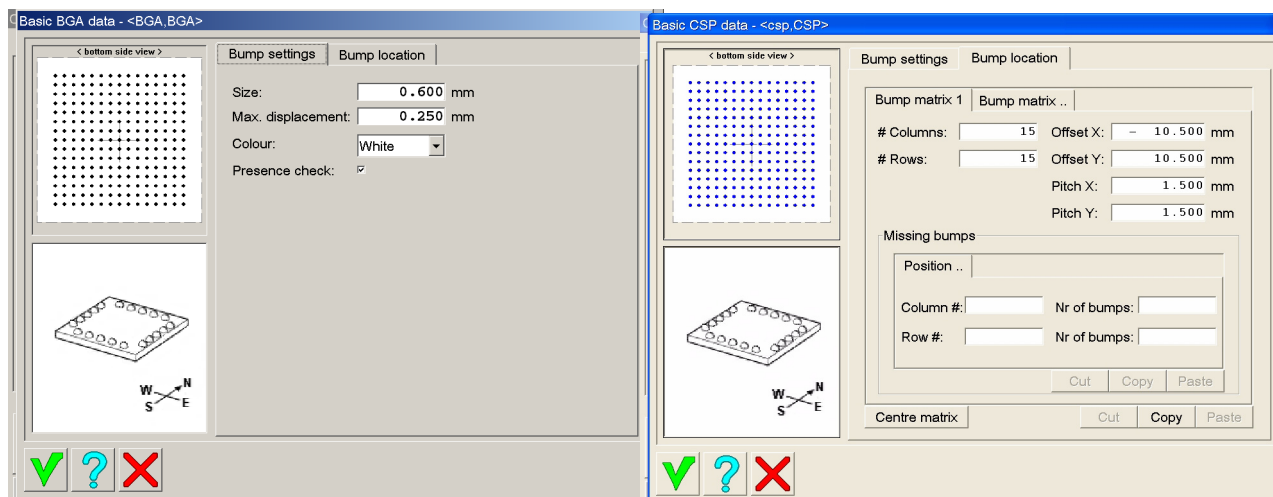 Basic BGA data - <BGA,BGA>
< bottom side view >
Bump settings Bump location
Size: 0.600 mm
Max. displacement: 0.250 mm
Colour: White
Presence check:
W N
S E
Basic CSP data - <csp,CSP>
< bottom side view >
Bump settings Bump location
Bump matrix 1 Bump matrix ..
# Columns: 15 Offset X: - 10.500 mm
# Rows: 15 Offset Y: 10.500 mm
Pitch X: 1.500 mm
Pitch Y: 1.500 mm
Missing bumps
Position ..
Column #: Nr of bumps:
Row #: Nr of bumps:
Cut Copy Paste
Centre matrix Cut Copy Paste
W N
S E